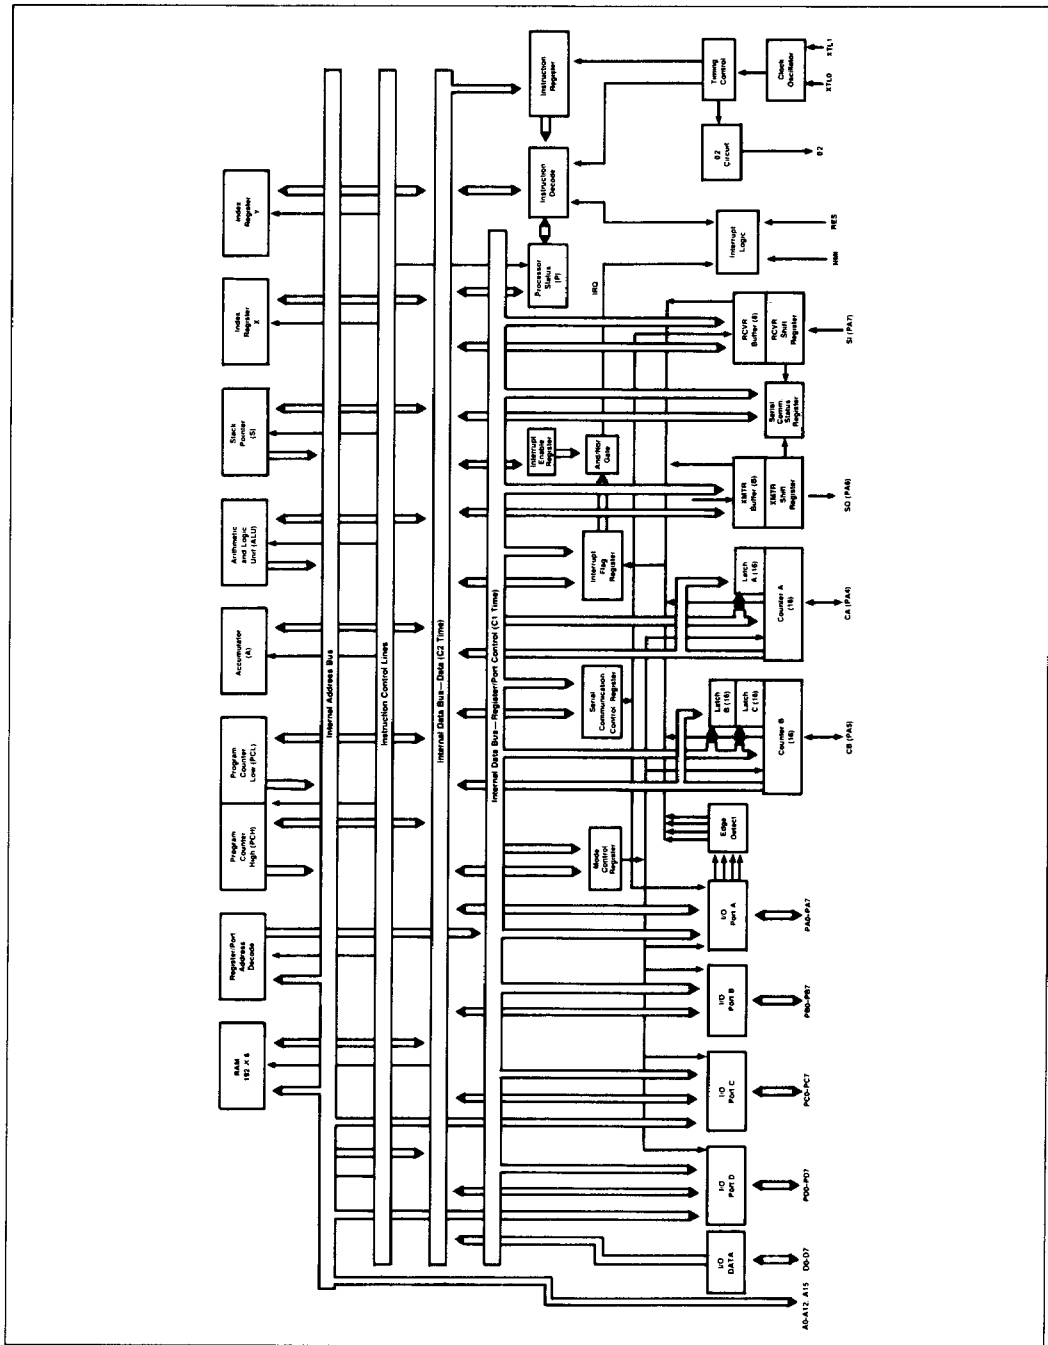 RAM
192 X 8
Register/Port
Address
Decode
Program
Counter
High (PCH)
Program
Counter
Low (PCL)
Accumulator
(A)
Arithmetic
and Logic
Unit (ALU)
Stack
Pointer
(S)
Index
Register
X
Index
Register
Y
Internal Address Bus
Instruction Control Lines
Internal Data Bus—Data (C2 Time)
Internal Data Bus—Register/Port Control (C1 Time)
Instruction
Register
Instruction
Decode
Processor
Status
(P)
Timing
Control
Clock
Oscillator
XTL1
XTL0
02
Circuit
02
Interrupt
Logic
RES
NMI
IRQ
Interrupt
Enable
Register
And/Nor
Gate
Interrupt
Flag
Register
Serial
Communication
Control Register
Mode
Control
Register
RCVR
Buffer (8)
RCVR
Shift
Register
SI (PA7)
Serial
Comm.
Status
Register
XMTR
Buffer (8)
XMTR
Shift
Register
SO (PA6)
Latch
A (16)
Counter A
(16)
CA (PA4)
Latch
B (16)
Latch
C (16)
Counter B
(16)
CB (PA5)
Edge
Detect
I/O
Port A
PA0-PA7
I/O
Port B
PB0-PB7
I/O
Port C
PC0-PC7
I/O
Port D
PD0-PD7
I/O
DATA
D0-D7
A0-A12, A15